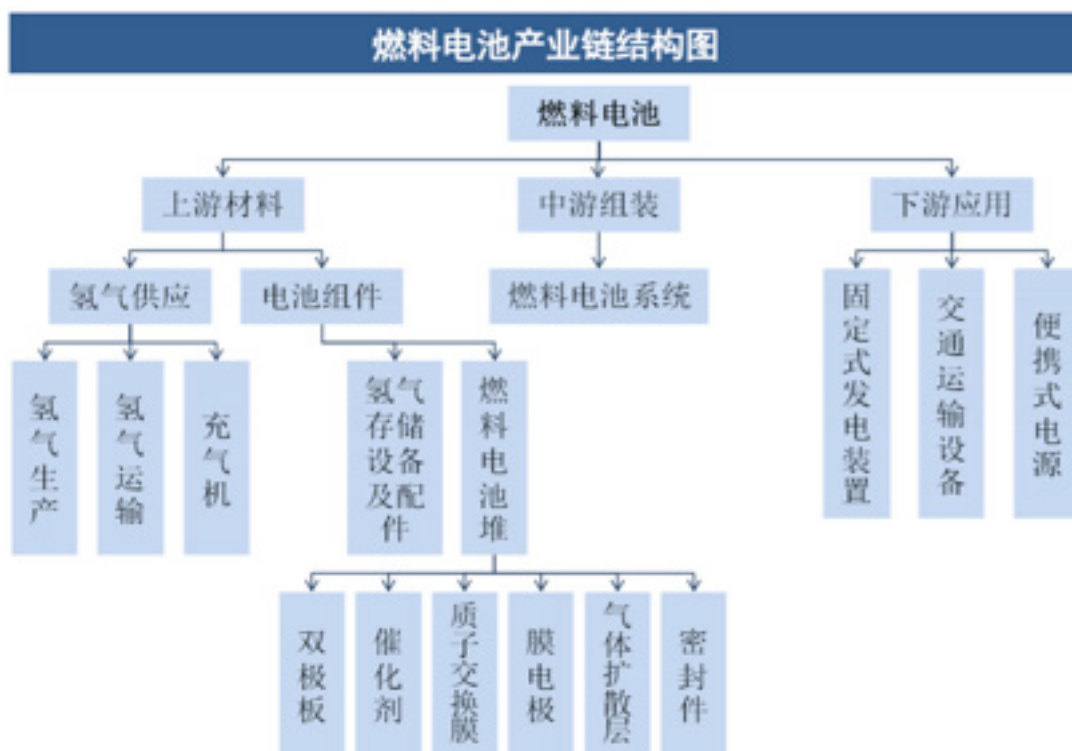 燃料电池产业链结构图
燃料电池
上游材料
中游组装
下游应用
氢气供应
电池组件
燃料电池系统
固定式发电装置
交通运输设备
便携式电源
氢气生产
氢气运输
充气机
氢气存储设备及配件
燃料电池堆
双极板
催化剂
质子交换膜
膜电极
气体扩散层
密封件